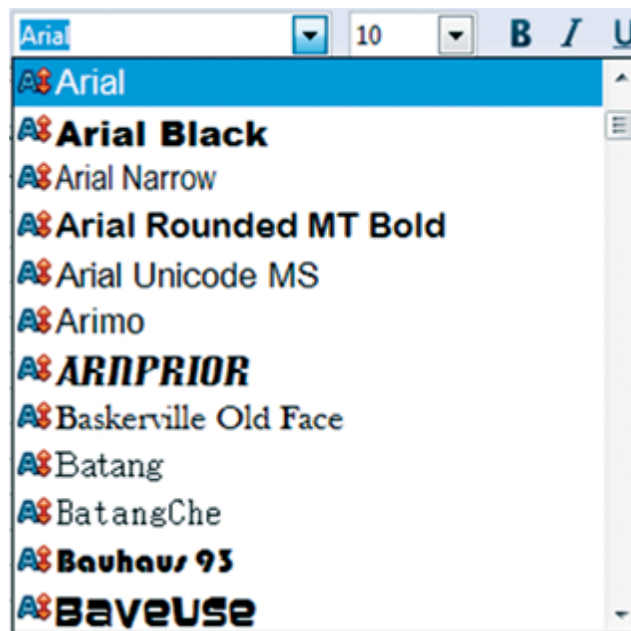 Arial 10 B I U
Arial
Arial Black
Arial Narrow
Arial Rounded MT Bold
Arial Unicode MS
Arimo
ARNPRIOR
Baskerville Old Face
Batang
BatangChe
Bauhaus 93
Baveuse